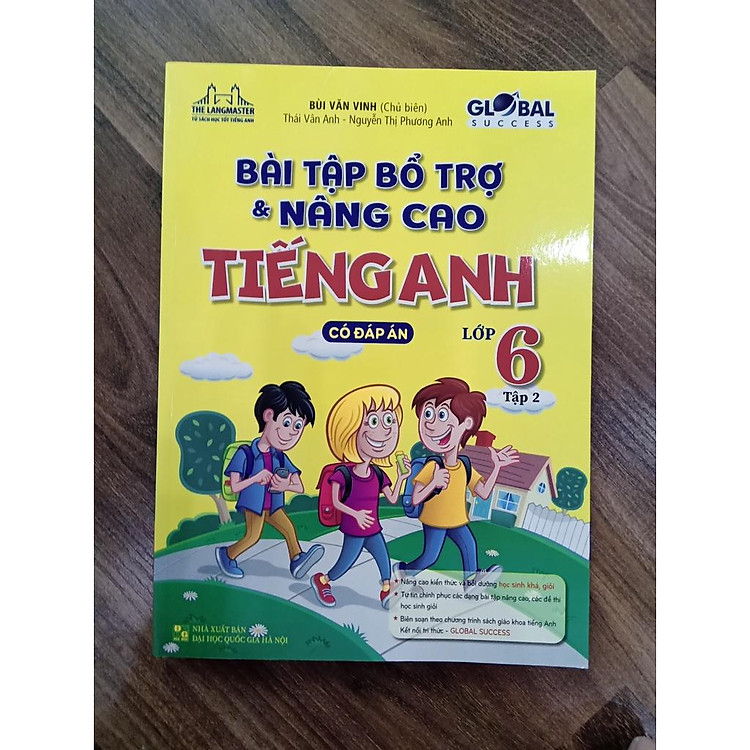 THE LANGMASTER
TỦ SÁCH HỌC TỐT TIẾNG ANH
BÙI VĂN VINH (Chủ biên)
Thái Vân Anh - Nguyễn Thị Phương Anh
GLOBAL
SUCCESS
BÀI TẬP BỔ TRỢ
& NÂNG CAO
TIẾNG ANH
CÓ ĐÁP ÁN
LỚP 6
Tập 2
★ Nâng cao kiến thức và bồi dưỡng học sinh khá, giỏi
★ Tự tin chinh phục các dạng bài tập nâng cao, các đề thi
học sinh giỏi
★ Biên soạn theo chương trình sách giáo khoa tiếng Anh
Kết nối tri thức - GLOBAL SUCCESS
NHÀ XUẤT BẢN
ĐẠI HỌC QUỐC GIA HÀ NỘI